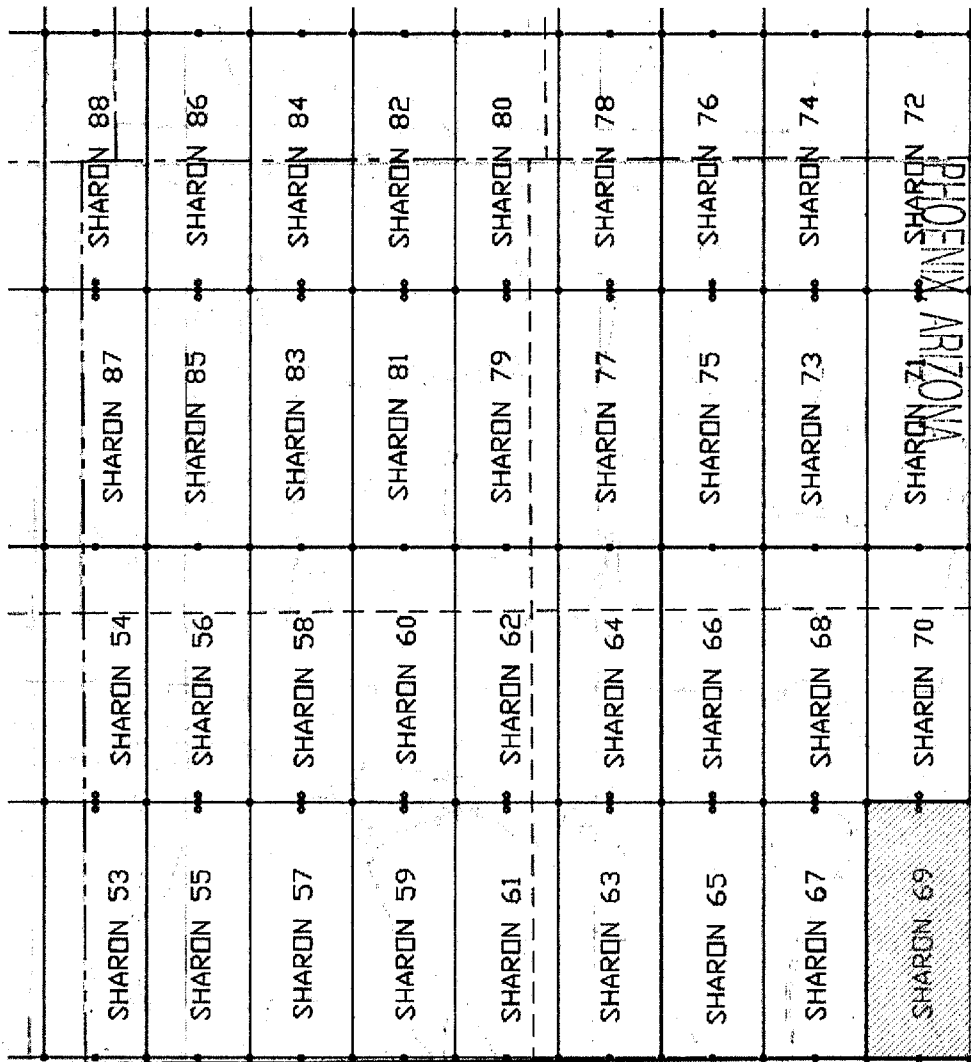 SHARON 88
SHARON 86
SHARON 84
SHARON 82
SHARON 80
SHARON 78
SHARON 76
SHARON 74
SHARON 72
PHOENIX, ARIZONA
SHARON 87
SHARON 85
SHARON 83
SHARON 81
SHARON 79
SHARON 77
SHARON 75
SHARON 73
SHARON 71
SHARON 54
SHARON 56
SHARON 58
SHARON 60
SHARON 62
SHARON 64
SHARON 66
SHARON 68
SHARON 70
SHARON 53
SHARON 55
SHARON 57
SHARON 59
SHARON 61
SHARON 63
SHARON 65
SHARON 67
SHARON 69